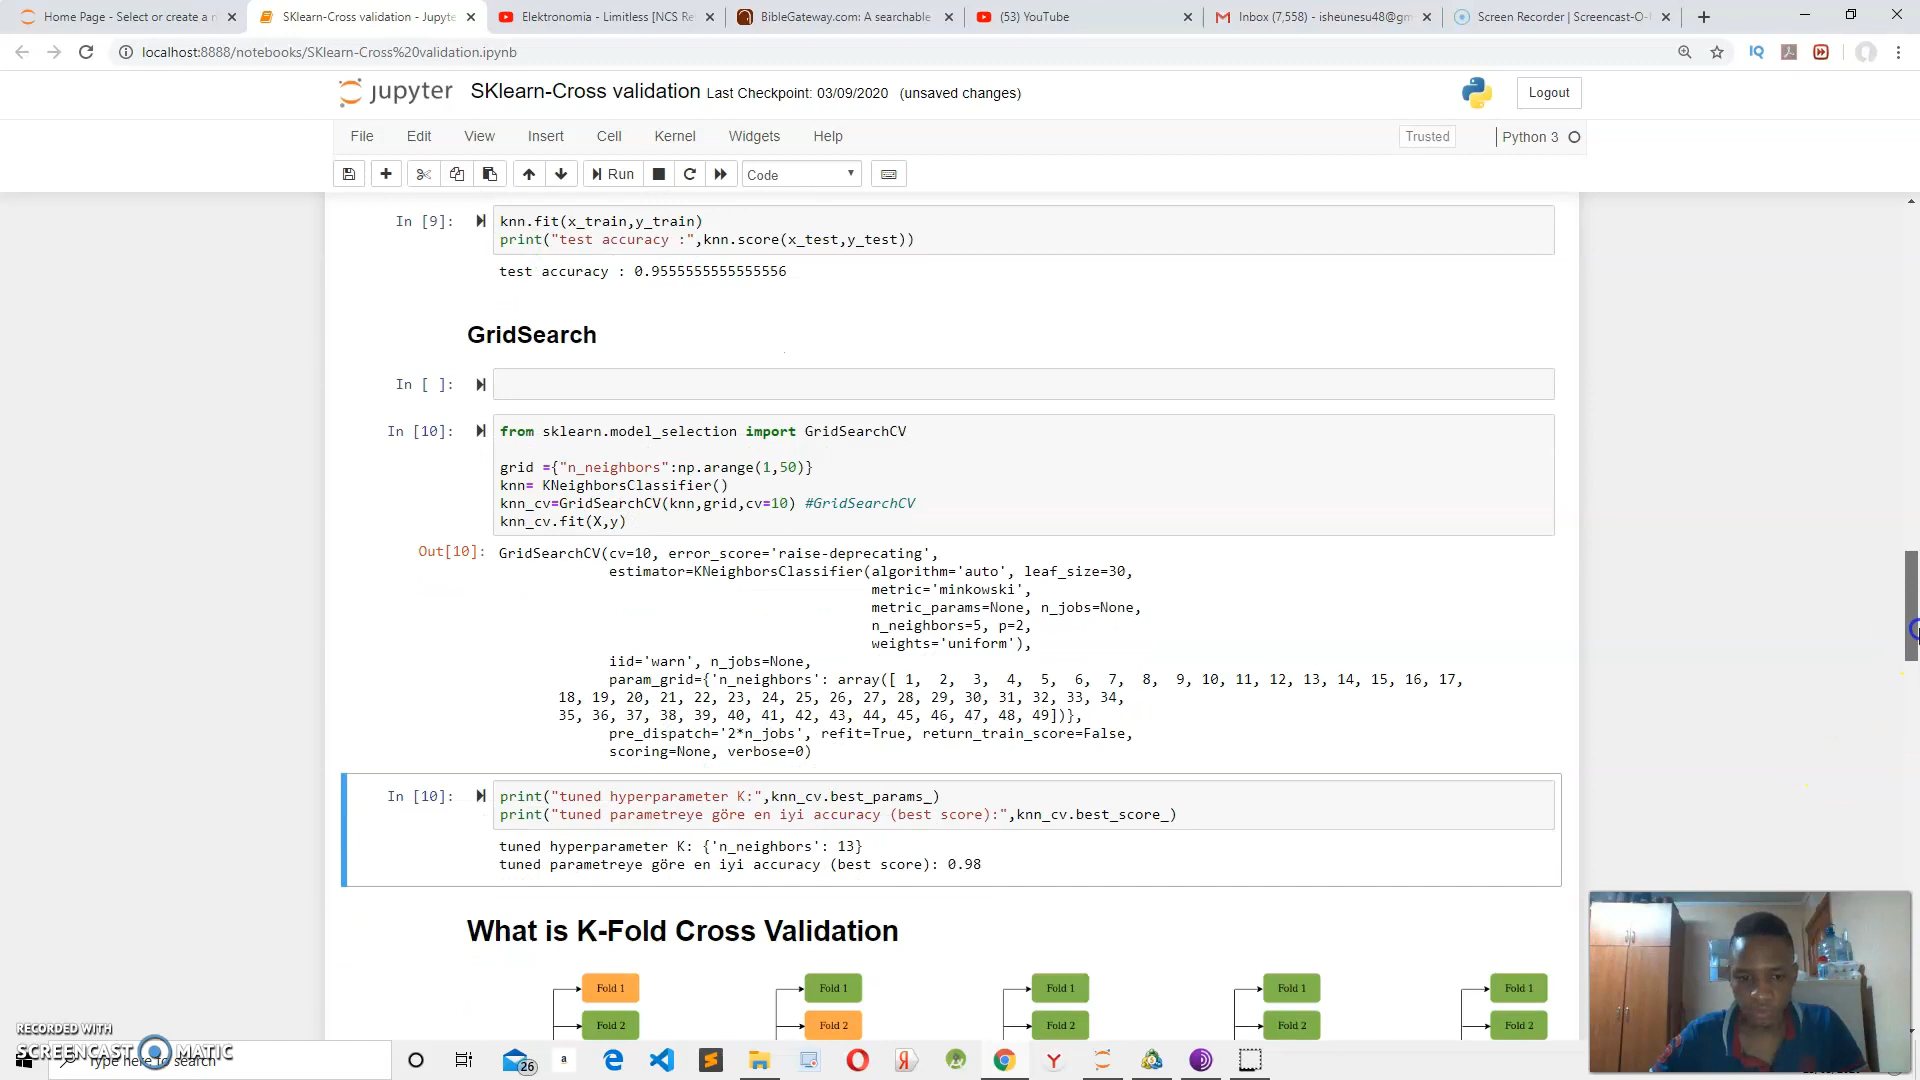 Home Page - Select or create a n
SKlearn-Cross validation - Jupyte
Elektronomia - Limitless [NCS Re
BibleGateway.com: A searchable
(53) YouTube
Inbox (7,558) - isheunesu48@gm
Screen Recorder | Screencast-O-
localhost:8888/notebooks/SKlearn-Cross%20validation.ipynb
IQ
jupyter SKlearn-Cross validation Last Checkpoint: 03/09/2020 (unsaved changes)
Logout
File Edit View Insert Cell Kernel Widgets Help
Trusted
Python 3
Run
Code
In [9]: knn.fit(x_train,y_train)
print("test accuracy :",knn.score(x_test,y_test))
test accuracy : 0.9555555555555556
GridSearch
In [ ]:
In [10]: from sklearn.model_selection import GridSearchCV
grid ={"n_neighbors":np.arange(1,50)}
knn= KNeighborsClassifier()
knn_cv=GridSearchCV(knn,grid,cv=10) #GridSearchCV
knn_cv.fit(X,y)
Out[10]: GridSearchCV(cv=10, error_score='raise-deprecating',
estimator=KNeighborsClassifier(algorithm='auto', leaf_size=30,
metric='minkowski',
metric_params=None, n_jobs=None,
n_neighbors=5, p=2,
weights='uniform'),
iid='warn', n_jobs=None,
param_grid={'n_neighbors': array([ 1, 2, 3, 4, 5, 6, 7, 8, 9, 10, 11, 12, 13, 14, 15, 16, 17,
18, 19, 20, 21, 22, 23, 24, 25, 26, 27, 28, 29, 30, 31, 32, 33, 34,
35, 36, 37, 38, 39, 40, 41, 42, 43, 44, 45, 46, 47, 48, 49])},
pre_dispatch='2*n_jobs', refit=True, return_train_score=False,
scoring=None, verbose=0)
In [10]: print("tuned hyperparameter K:",knn_cv.best_params_)
print("tuned parametreye göre en iyi accuracy (best score):",knn_cv.best_score_)
tuned hyperparameter K: {'n_neighbors': 13}
tuned parametreye göre en iyi accuracy (best score): 0.98
What is K-Fold Cross Validation
Fold 1 Fold 1 Fold 1 Fold 1 Fold 1
Fold 2 Fold 2 Fold 2 Fold 2 Fold 2
RECORDED WITH
SCREENCAST MATIC
Type here to search
26
a